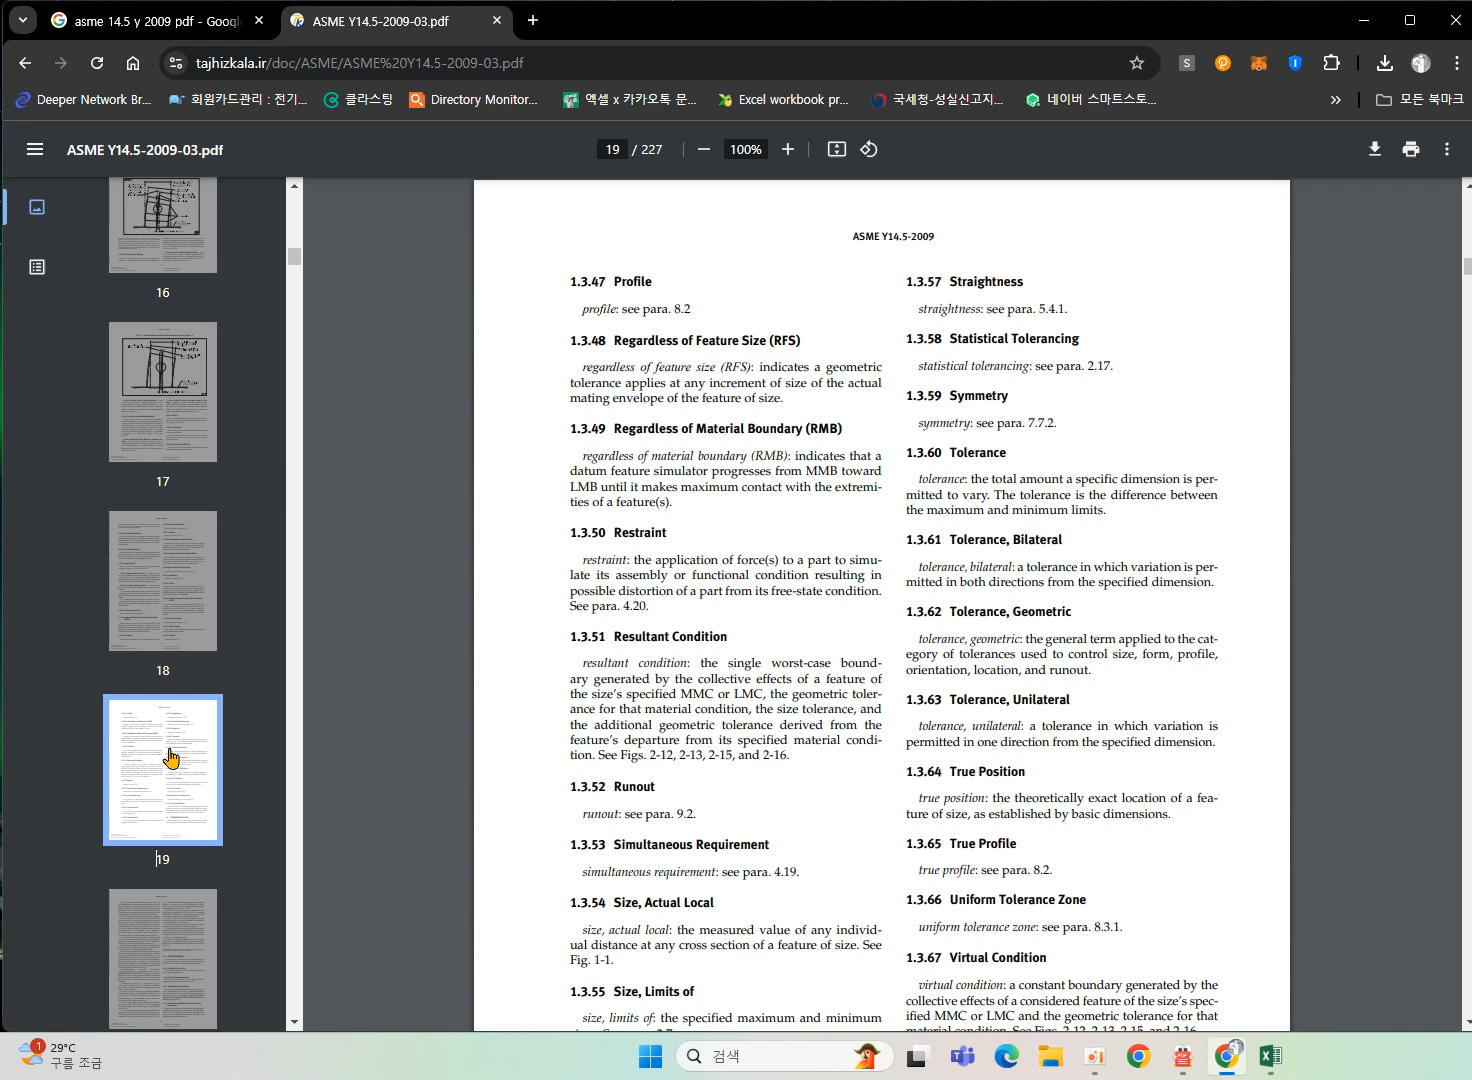 asme 14.5 y 2009 pdf - Googl
ASME Y14.5-2009-03.pdf
tajhizkala.ir/doc/ASME/ASME%20Y14.5-2009-03.pdf
Deeper Network Br...
회원카드관리 : 전기...
클라스팅
Directory Monitor...
엑셀 x 카카오톡 문...
Excel workbook pr...
국세청-성실신고지...
네이버 스마트스토...
»
모든 북마크
ASME Y14.5-2009-03.pdf
19 / 227
100%
16
17
18
19
ASME Y14.5-2009
1.3.47 Profile
profile: see para. 8.2
1.3.48 Regardless of Feature Size (RFS)
regardless of feature size (RFS): indicates a geometric
tolerance applies at any increment of size of the actual
mating envelope of the feature of size.
1.3.49 Regardless of Material Boundary (RMB)
regardless of material boundary (RMB): indicates that a
datum feature simulator progresses from MMB toward
LMB until it makes maximum contact with the extremi-
ties of a feature(s).
1.3.50 Restraint
restraint: the application of force(s) to a part to simu-
late its assembly or functional condition resulting in
possible distortion of a part from its free-state condition.
See para. 4.20.
1.3.51 Resultant Condition
resultant condition: the single worst-case bound-
ary generated by the collective effects of a feature of
the size's specified MMC or LMC, the geometric toler-
ance for that material condition, the size tolerance, and
the additional geometric tolerance derived from the
feature's departure from its specified material condi-
tion. See Figs. 2-12, 2-13, 2-15, and 2-16.
1.3.52 Runout
runout: see para. 9.2.
1.3.53 Simultaneous Requirement
simultaneous requirement: see para. 4.19.
1.3.54 Size, Actual Local
size, actual local: the measured value of any individ-
ual distance at any cross section of a feature of size. See
Fig. 1-1.
1.3.55 Size, Limits of
size, limits of: the specified maximum and minimum
1.3.57 Straightness
straightness: see para. 5.4.1.
1.3.58 Statistical Tolerancing
statistical tolerancing: see para. 2.17.
1.3.59 Symmetry
symmetry: see para. 7.7.2.
1.3.60 Tolerance
tolerance: the total amount a specific dimension is per-
mitted to vary. The tolerance is the difference between
the maximum and minimum limits.
1.3.61 Tolerance, Bilateral
tolerance, bilateral: a tolerance in which variation is per-
mitted in both directions from the specified dimension.
1.3.62 Tolerance, Geometric
tolerance, geometric: the general term applied to the cat-
egory of tolerances used to control size, form, profile,
orientation, location, and runout.
1.3.63 Tolerance, Unilateral
tolerance, unilateral: a tolerance in which variation is
permitted in one direction from the specified dimension.
1.3.64 True Position
true position: the theoretically exact location of a fea-
ture of size, as established by basic dimensions.
1.3.65 True Profile
true profile: see para. 8.2.
1.3.66 Uniform Tolerance Zone
uniform tolerance zone: see para. 8.3.1.
1.3.67 Virtual Condition
virtual condition: a constant boundary generated by the
collective effects of a considered feature of the size's spec-
ified MMC or LMC and the geometric tolerance for that
material condition. See Figs. 2-12, 2-13, 2-15, and 2-16.
1
29°C
구름 조금
검색